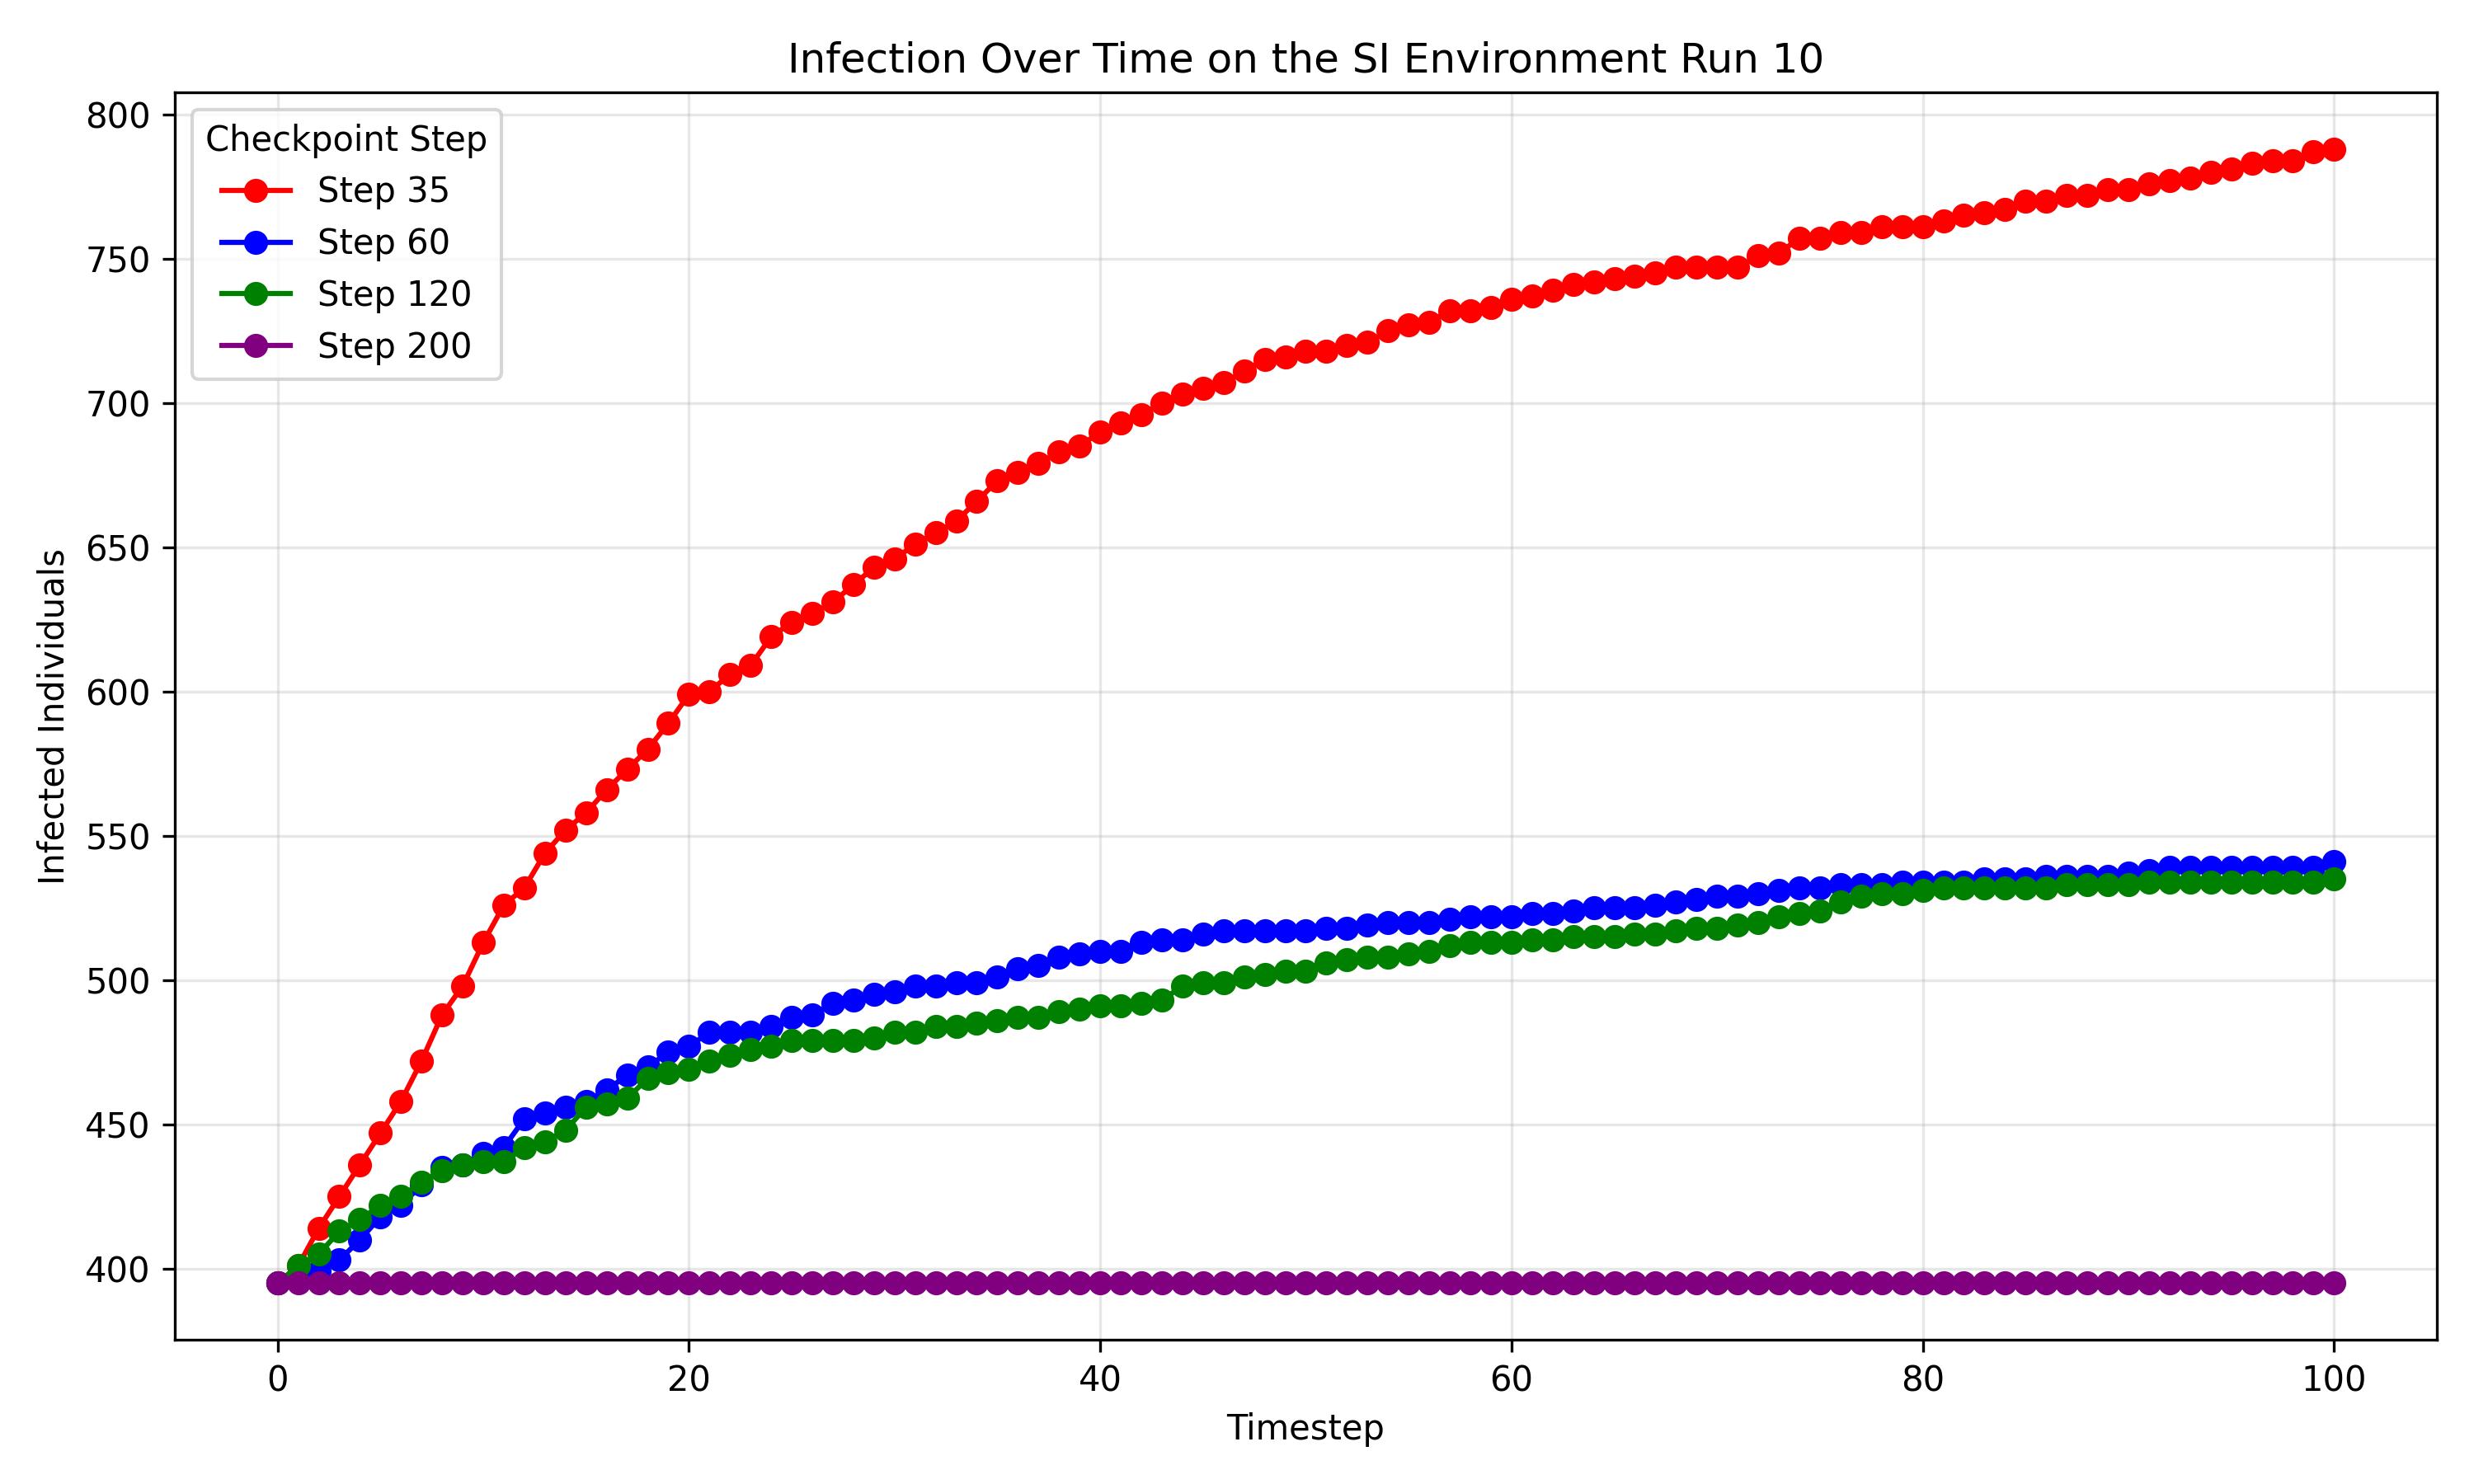 Infection Over Time on the SI Environment Run 10
Checkpoint Step
Step 35
Step 60
Step 120
Step 200
Infected Individuals
800
750
700
650
600
550
500
450
400
0 20 40 60 80 100
Timestep